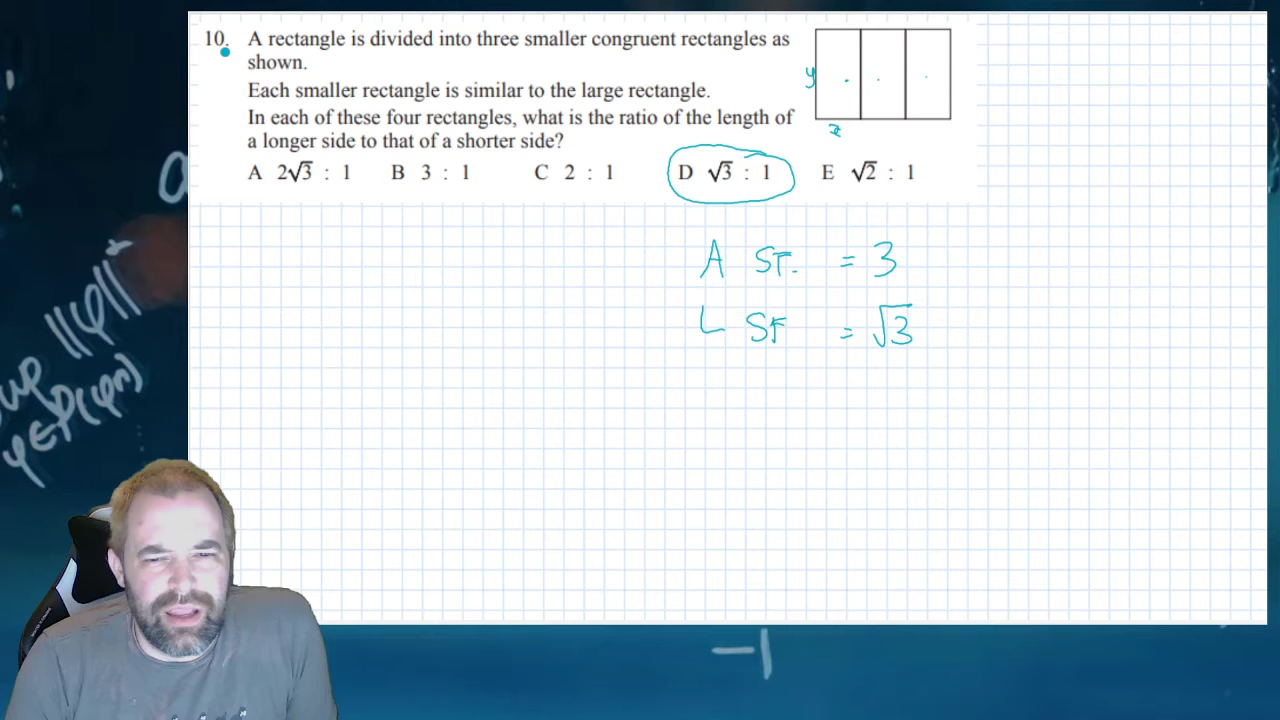 10. A rectangle is divided into three smaller congruent rectangles as
shown.
Each smaller rectangle is similar to the large rectangle.
In each of these four rectangles, what is the ratio of the length of
a longer side to that of a shorter side?
A 2√3 : 1 B 3 : 1 C 2 : 1 D √3 : 1 E √2 : 1
y
x
A SF. = 3
L SF = √3
||φ||
φ∈P(φn)
-1